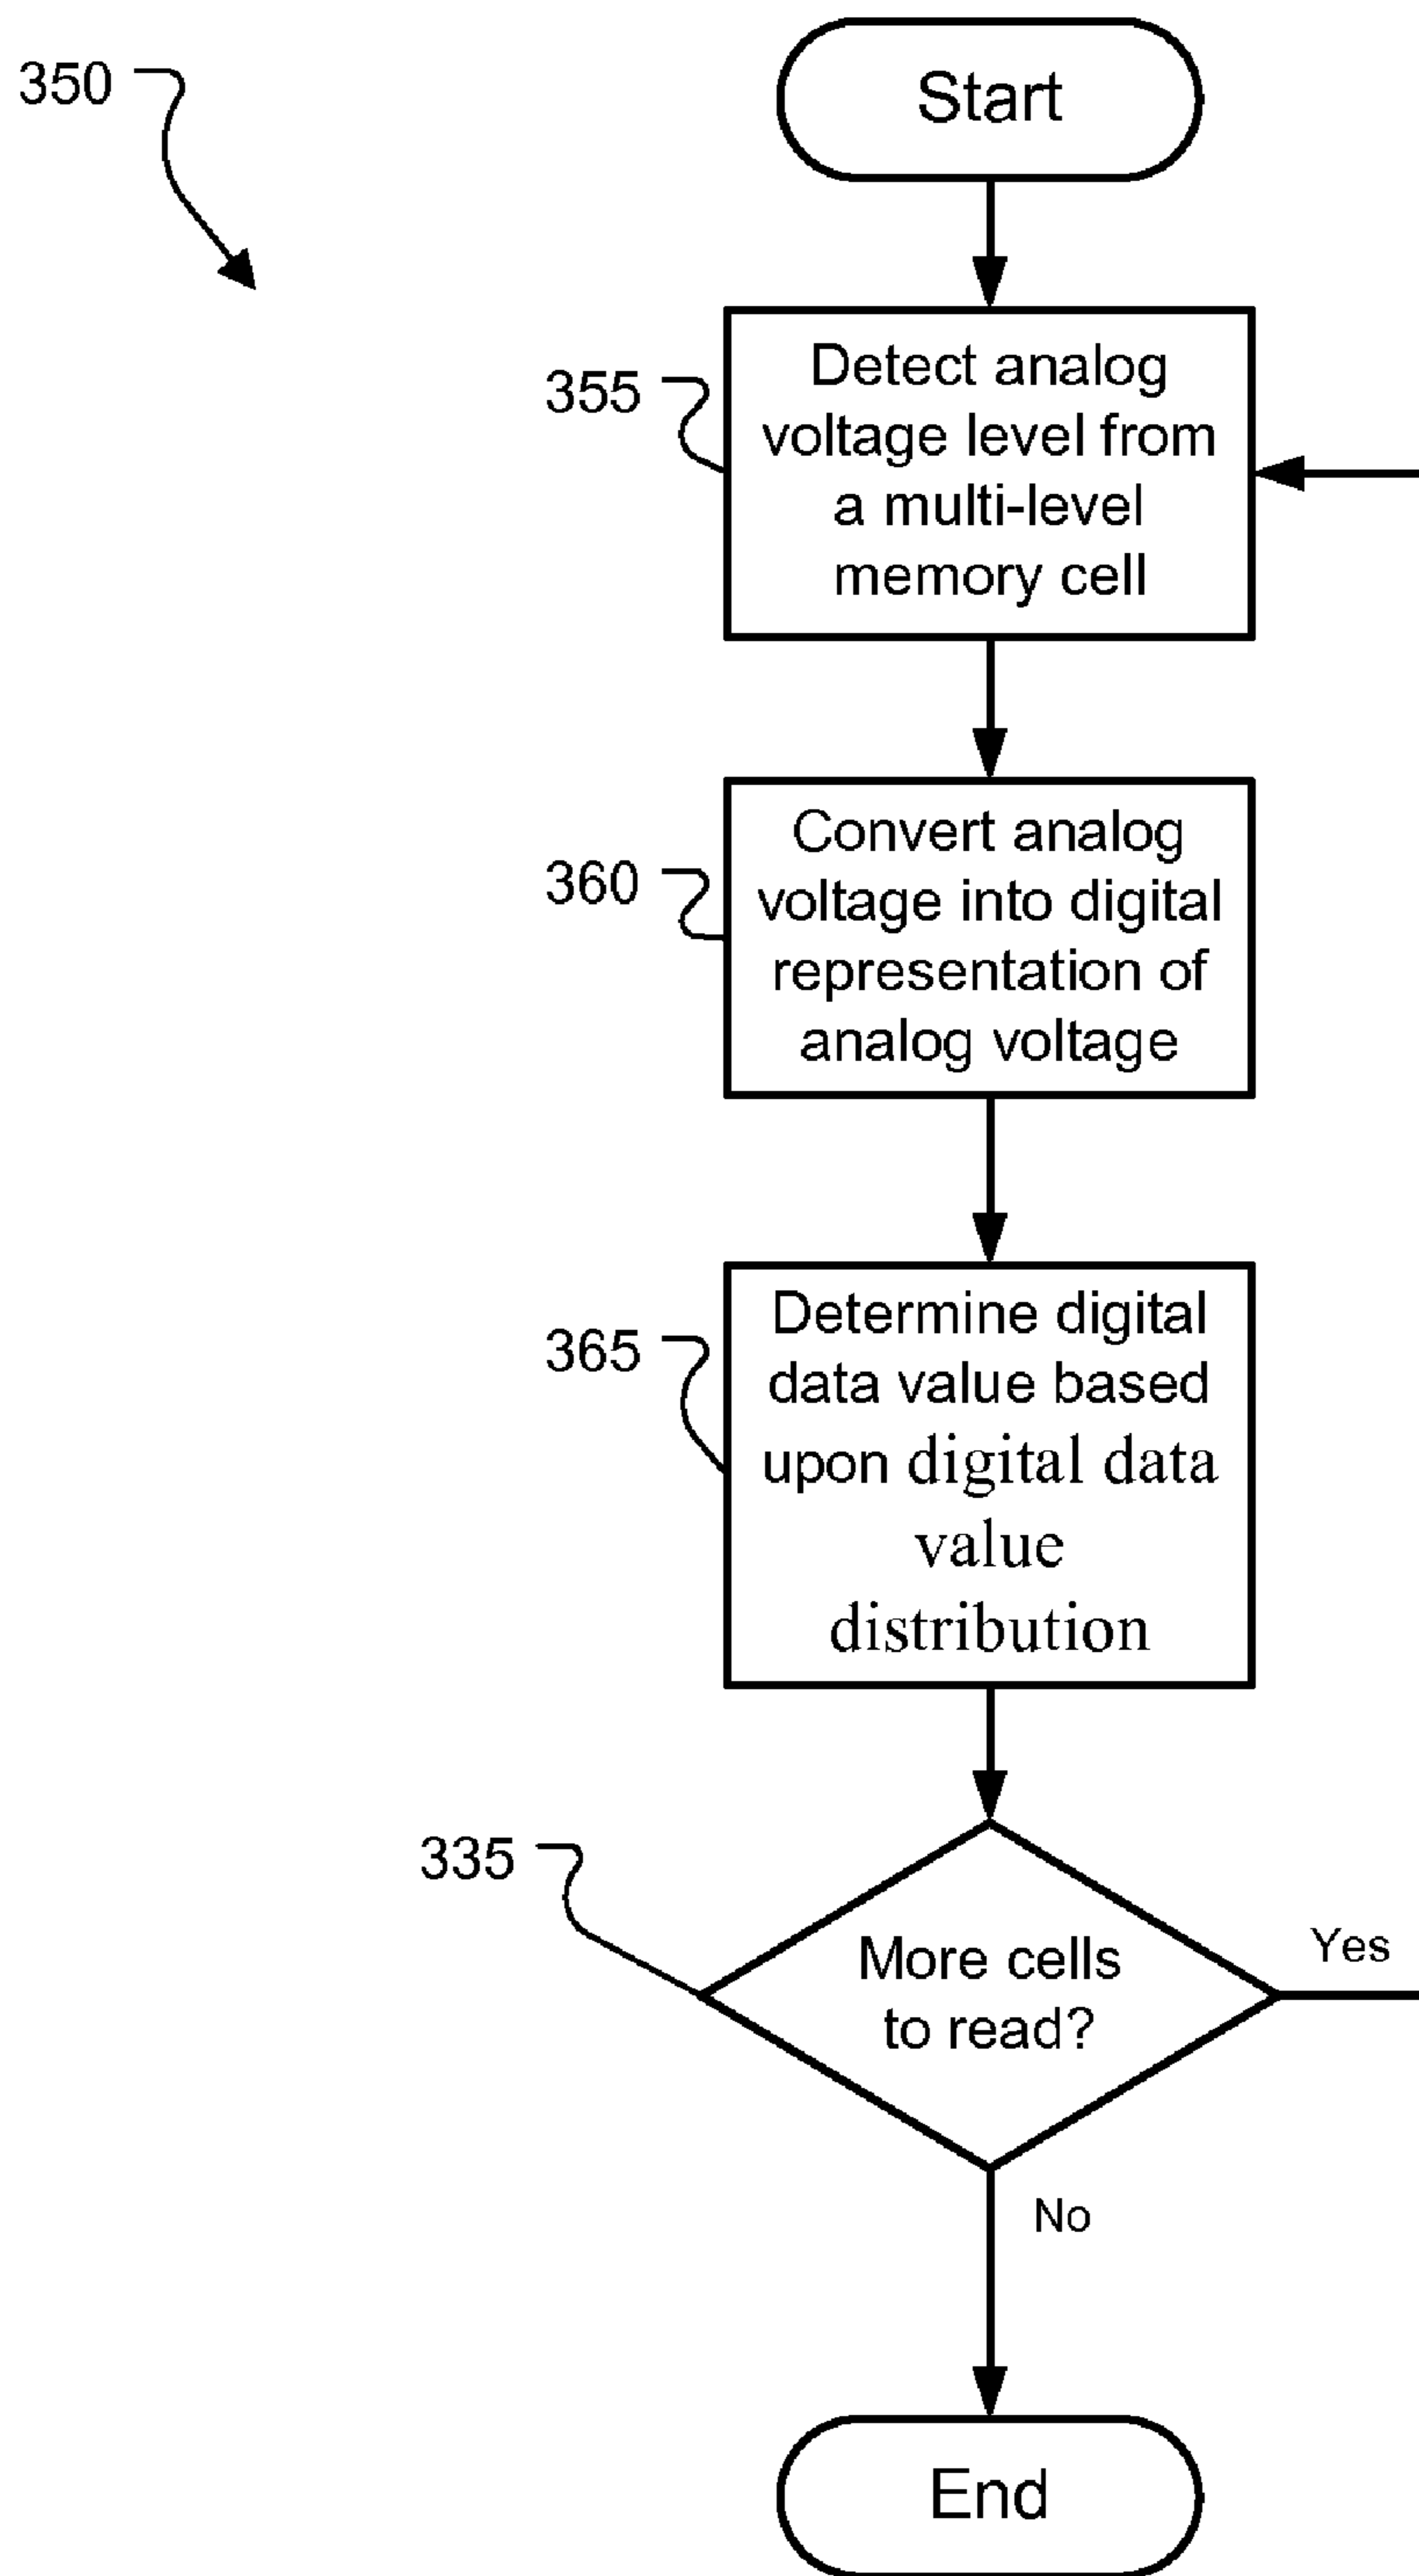 350
Start
355
Detect analog
voltage level from
a multi-level
memory cell
360
Convert analog
voltage into digital
representation of
analog voltage
365
Determine digital
data value based
upon digital data
value
distribution
335
More cells
to read?
Yes
No
End